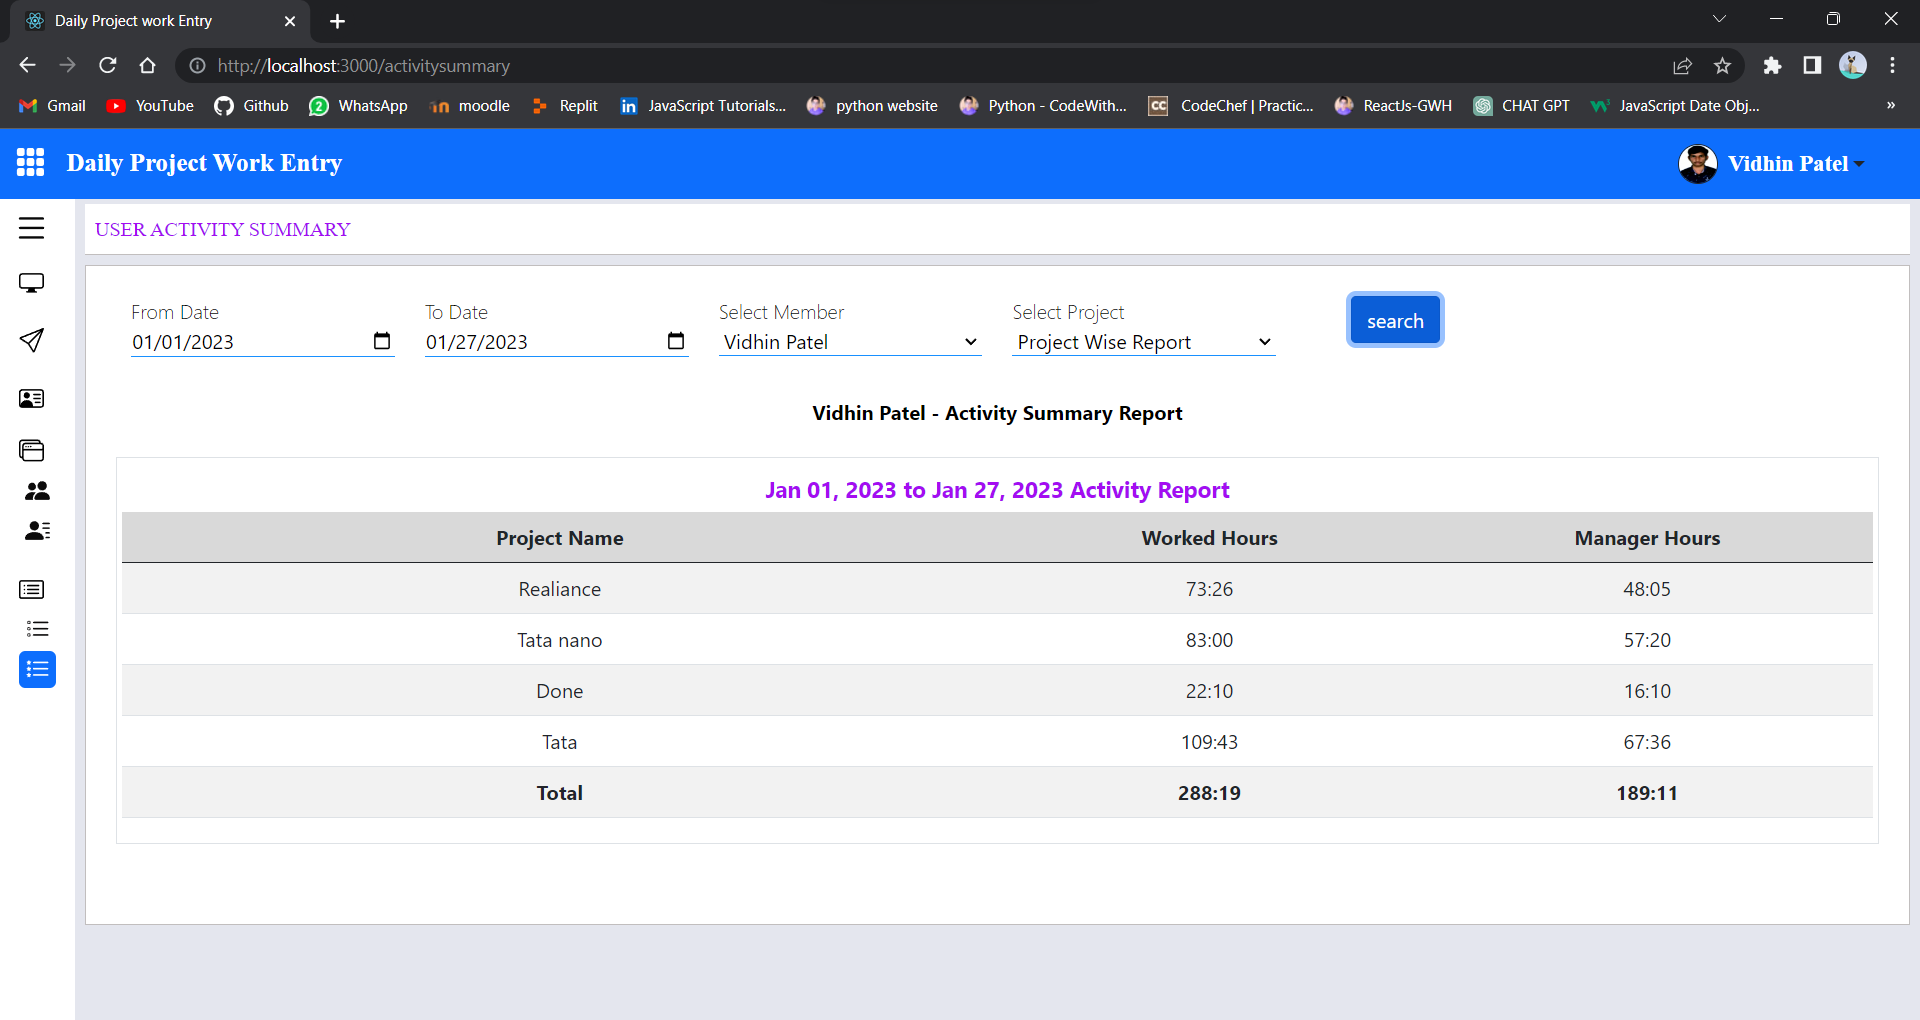 Daily Project work Entry
http://localhost:3000/activitysummary
Gmail YouTube Github WhatsApp moodle Replit JavaScript Tutorials... python website Python - CodeWith... CodeChef | Practic... ReactJs-GWH CHAT GPT JavaScript Date Obj... »
Daily Project Work Entry Vidhin Patel
USER ACTIVITY SUMMARY
From Date To Date Select Member Select Project
01/01/2023 01/27/2023 Vidhin Patel Project Wise Report search
Vidhin Patel - Activity Summary Report
Jan 01, 2023 to Jan 27, 2023 Activity Report
Project Name Worked Hours Manager Hours
Realiance 73:26 48:05
Tata nano 83:00 57:20
Done 22:10 16:10
Tata 109:43 67:36
Total 288:19 189:11